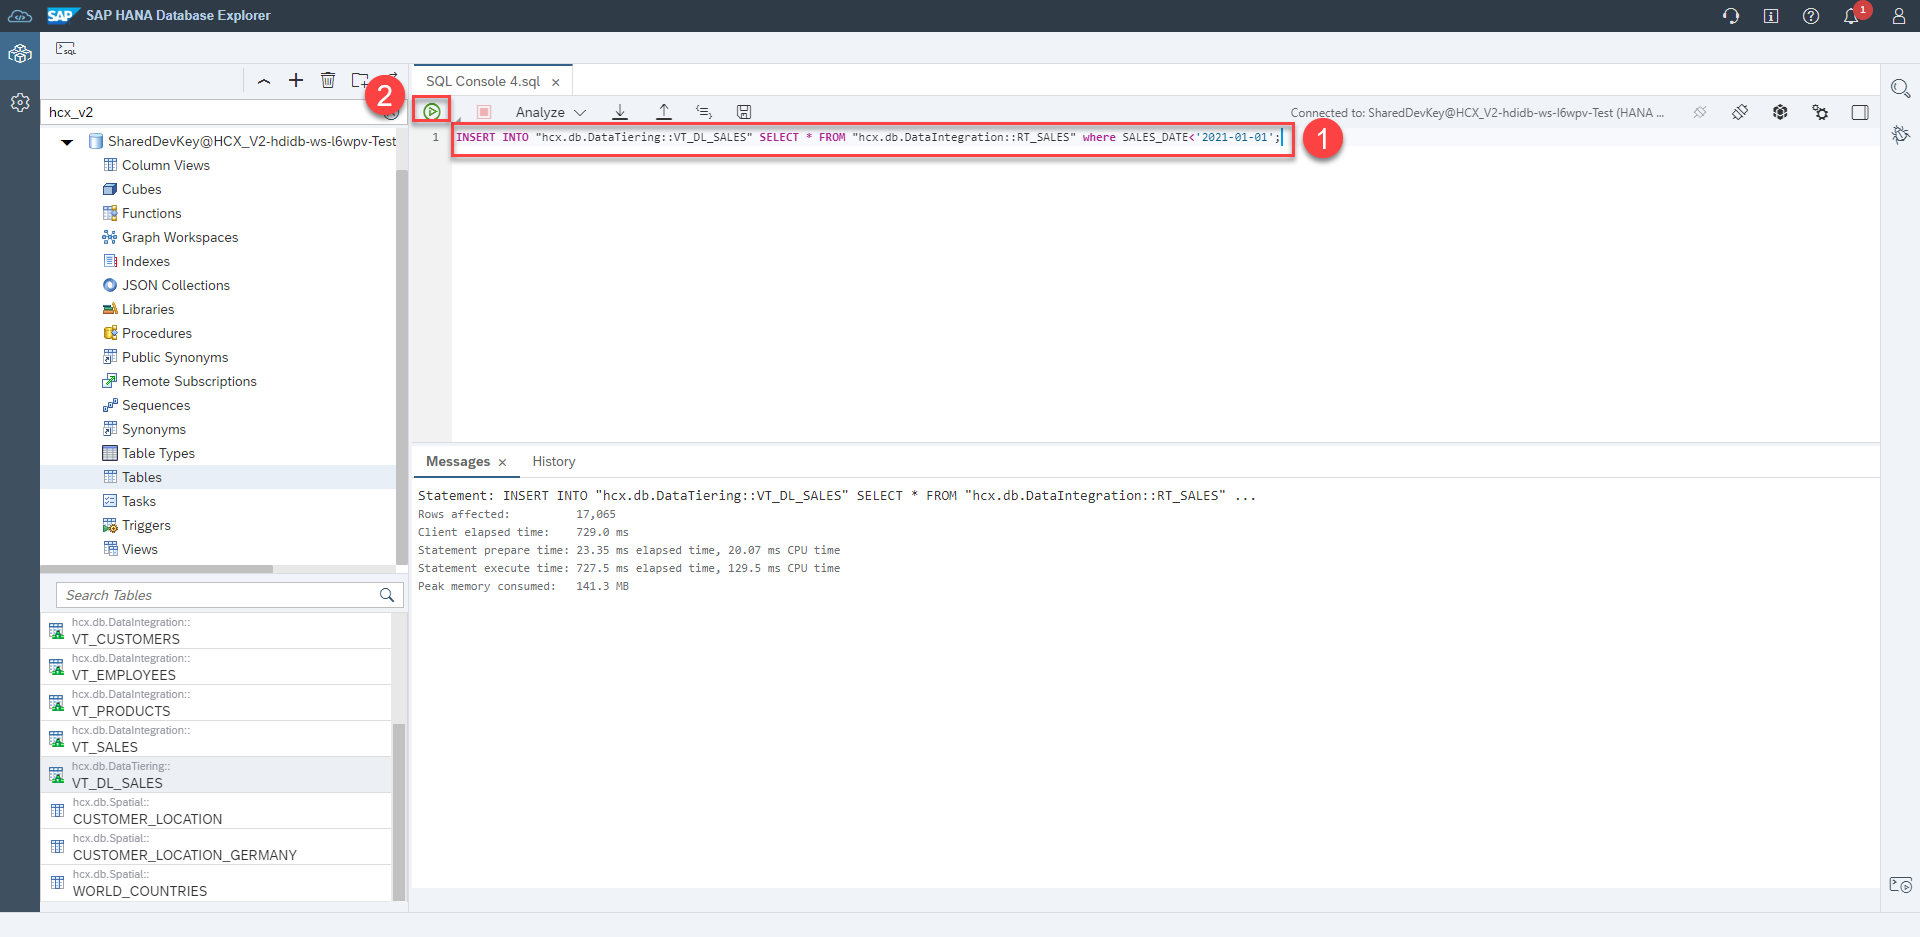 SAP SAP HANA Database Explorer
1
SQL
SQL Console 4.sql ×
2
hcx_v2
Analyze
Connected to: SharedDevKey@HCX_V2-hdidb-ws-l6wpv-Test (HANA ...
1 INSERT INTO "hcx.db.DataTiering::VT_DL_SALES" SELECT * FROM "hcx.db.DataIntegration::RT_SALES" where SALES_DATE<'2021-01-01';
1
SharedDevKey@HCX_V2-hdidb-ws-l6wpv-Test
Column Views
Cubes
Functions
Graph Workspaces
Indexes
JSON Collections
Libraries
Procedures
Public Synonyms
Remote Subscriptions
Sequences
Synonyms
Table Types
Tables
Tasks
Triggers
Views
Search Tables
hcx.db.DataIntegration::
VT_CUSTOMERS
hcx.db.DataIntegration::
VT_EMPLOYEES
hcx.db.DataIntegration::
VT_PRODUCTS
hcx.db.DataIntegration::
VT_SALES
hcx.db.DataTiering::
VT_DL_SALES
hcx.db.Spatial::
CUSTOMER_LOCATION
hcx.db.Spatial::
CUSTOMER_LOCATION_GERMANY
hcx.db.Spatial::
WORLD_COUNTRIES
Messages × History
Statement: INSERT INTO "hcx.db.DataTiering::VT_DL_SALES" SELECT * FROM "hcx.db.DataIntegration::RT_SALES" ...
Rows affected: 17,065
Client elapsed time: 729.0 ms
Statement prepare time: 23.35 ms elapsed time, 20.07 ms CPU time
Statement execute time: 727.5 ms elapsed time, 129.5 ms CPU time
Peak memory consumed: 141.3 MB